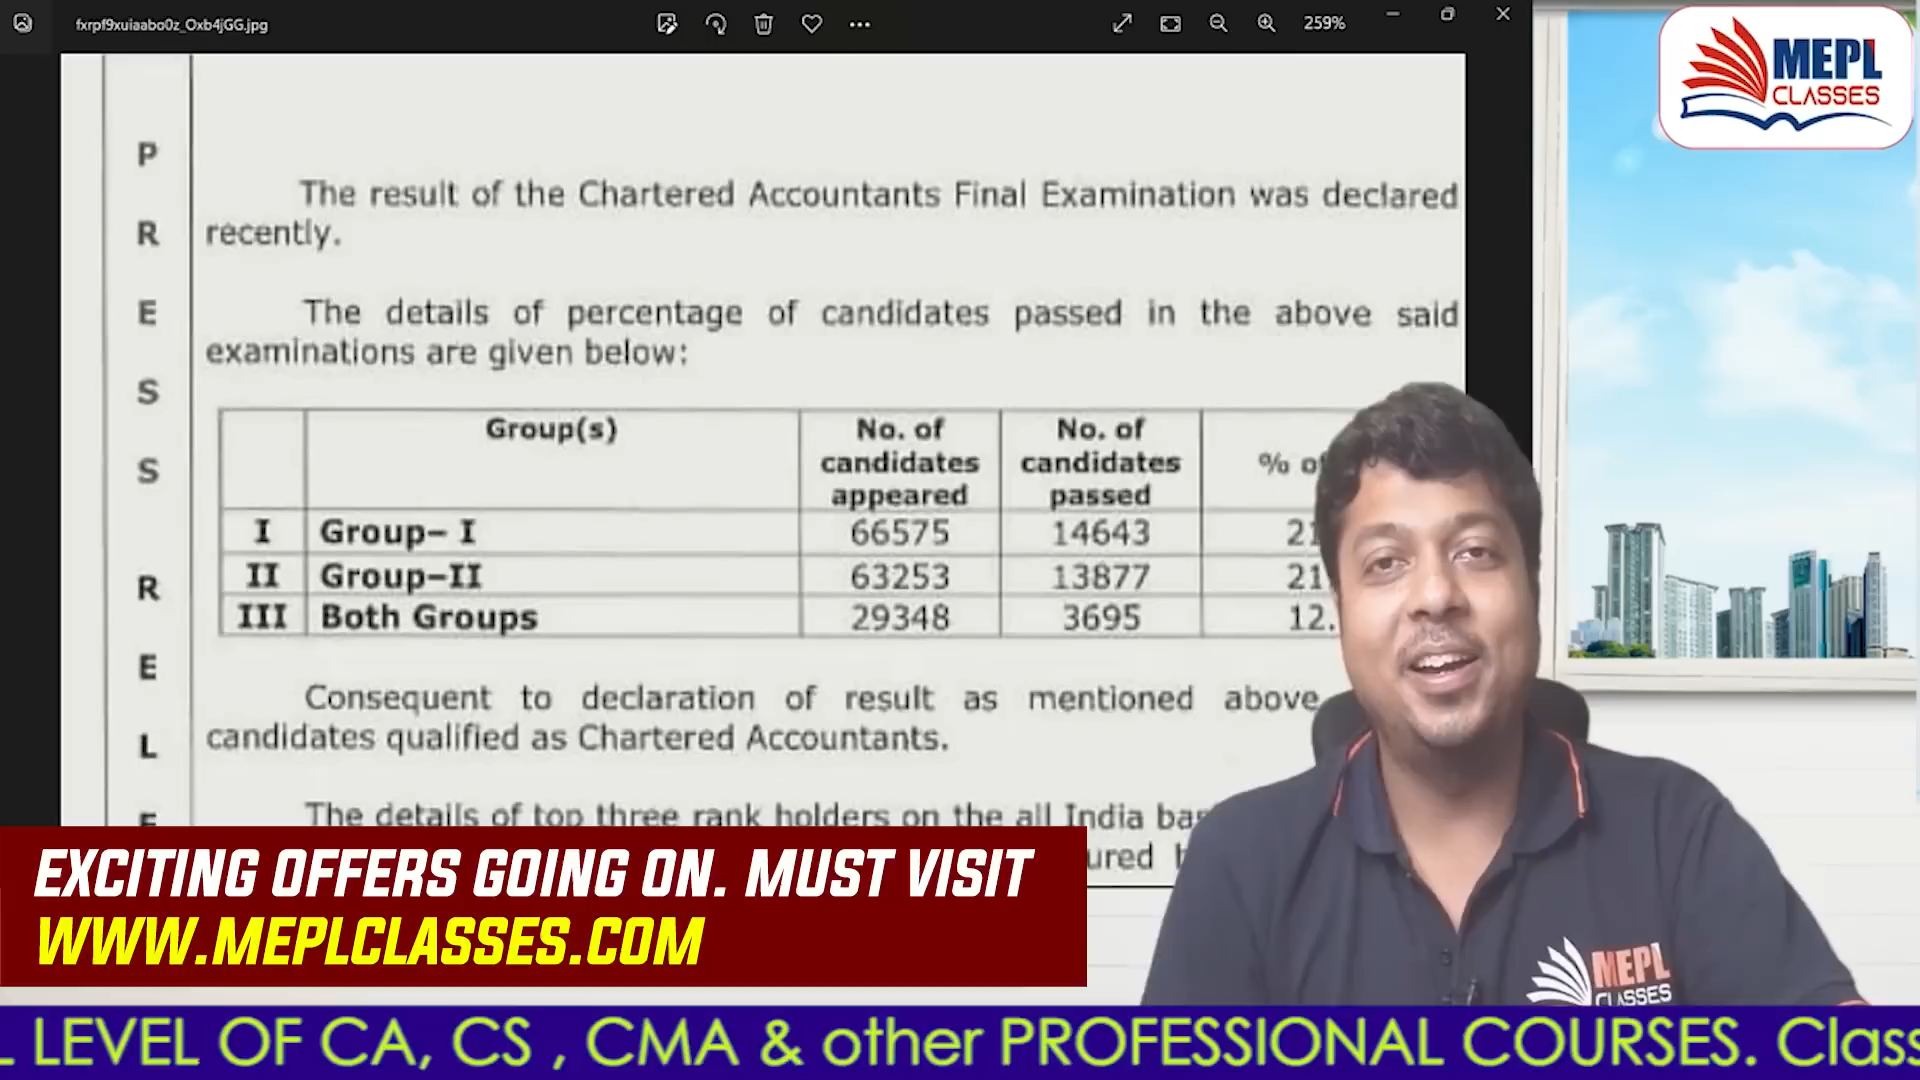 fxrpf9xuiaabo0z_Oxb4jGG.jpg
259%
MEPL
CLASSES
P
R
E
S
S
R
E
L
E
The result of the Chartered Accountants Final Examination was declared
recently.
The details of percentage of candidates passed in the above said
examinations are given below:
Group(s) No. of candidates appeared No. of candidates passed % of
I Group– I 66575 14643 21
II Group–II 63253 13877 21.
III Both Groups 29348 3695 12.
Consequent to declaration of result as mentioned above
candidates qualified as Chartered Accountants.
The details of top three rank holders on the all India
EXCITING OFFERS GOING ON. MUST VISIT
WWW.MEPLCLASSES.COM
MEPL
CLASSES
LEVEL OF CA, CS , CMA & other PROFESSIONAL COURSES.